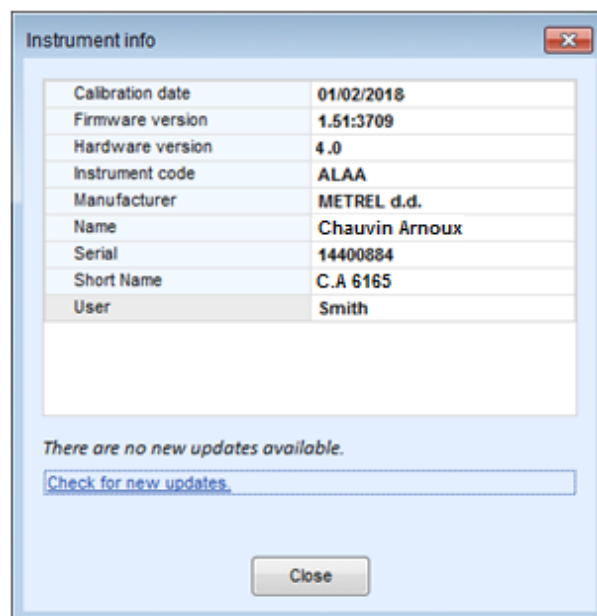 Instrument info
Calibration date 01/02/2018
Firmware version 1.51:3709
Hardware version 4.0
Instrument code ALAA
Manufacturer METREL d.d.
Name Chauvin Arnoux
Serial 14400884
Short Name C.A 6165
User Smith
There are no new updates available.
Check for new updates.
Close